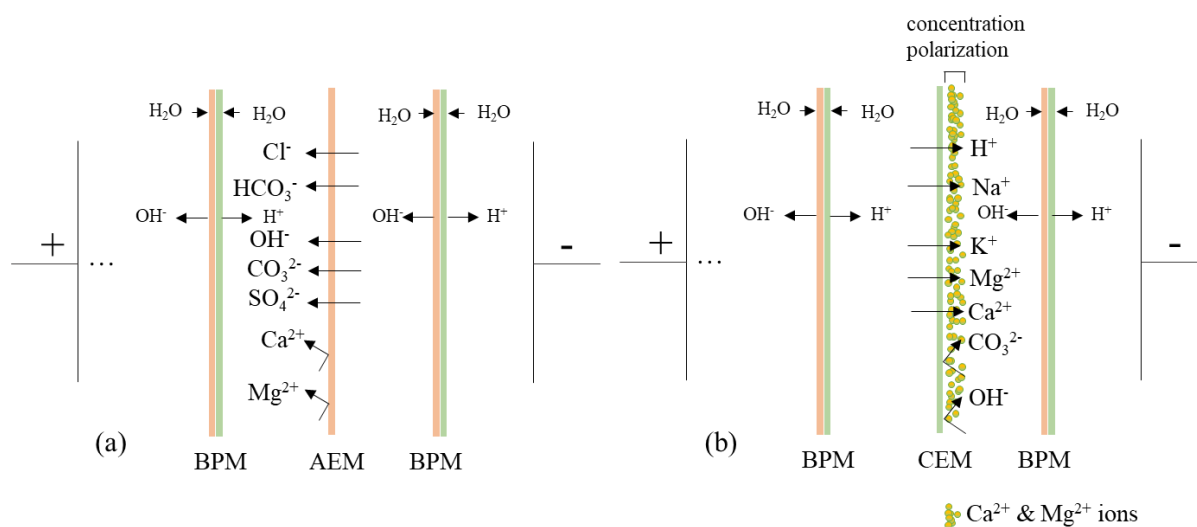 H₂O H₂O
H₂O H₂O
Cl⁻
HCO₃⁻
OH⁻ H⁺
OH⁻ H⁺
OH⁻
CO₃²⁻
SO₄²⁻
Ca²⁺
Mg²⁺
+ ...
-
(a)
BPM AEM BPM
concentration
polarization
H₂O H₂O
H₂O H₂O
H⁺
Na⁺
OH⁻ H⁺
OH⁻ H⁺
K⁺
Mg²⁺
Ca²⁺
CO₃²⁻
OH⁻
+ ...
-
(b)
BPM CEM BPM
Ca²⁺ & Mg²⁺ ions